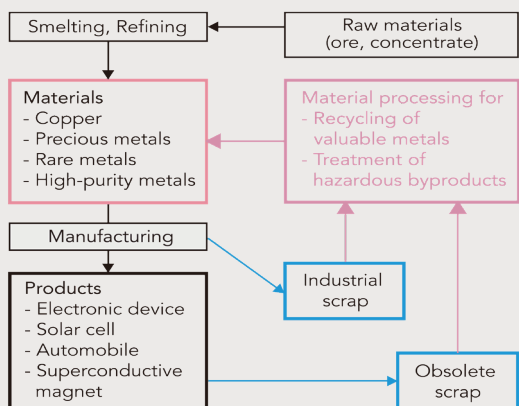 Smelting, Refining
Raw materials
(ore, concentrate)
Materials
- Copper
- Precious metals
- Rare metals
- High-purity metals
Material processing for
- Recycling of
valuable metals
- Treatment of
hazardous byproducts
Manufacturing
Industrial
scrap
Products
- Electronic device
- Solar cell
- Automobile
- Superconductive
magnet
Obsolete
scrap